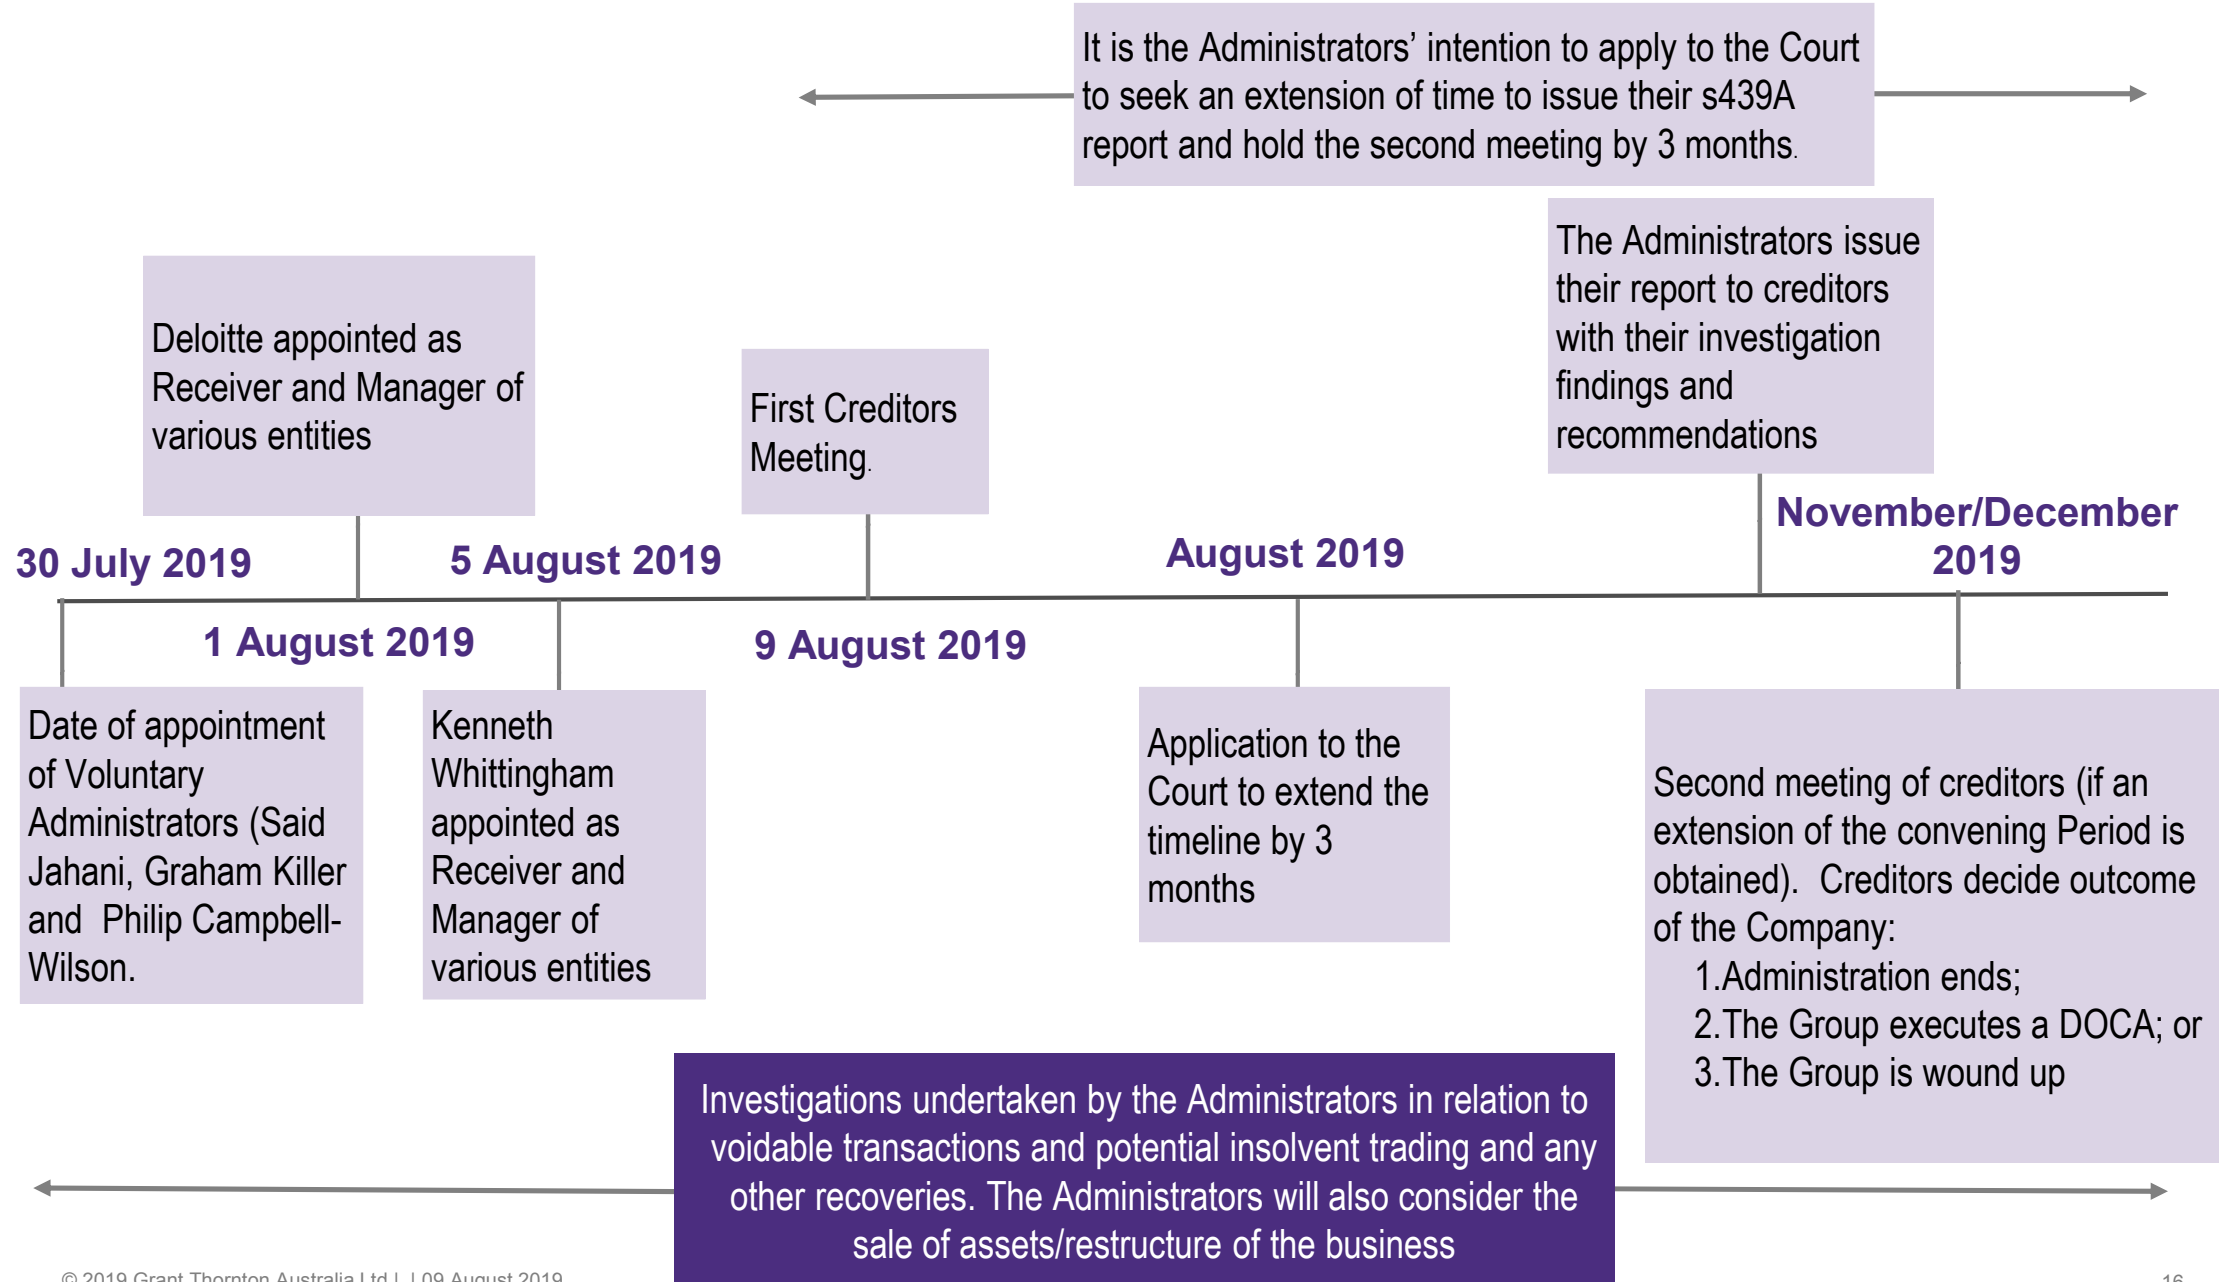 It is the Administrators’ intention to apply to the Court
to seek an extension of time to issue their s439A
report and hold the second meeting by 3 months.
The Administrators issue
their report to creditors
with their investigation
findings and
recommendations
Deloitte appointed as
Receiver and Manager of
various entities
First Creditors
Meeting.
November/December
2019
30 July 2019
5 August 2019
August 2019
1 August 2019
9 August 2019
Date of appointment
of Voluntary
Administrators (Said
Jahani, Graham Killer
and Philip Campbell-
Wilson.
Kenneth
Whittingham
appointed as
Receiver and
Manager of
various entities
Application to the
Court to extend the
timeline by 3
months
Second meeting of creditors (if an
extension of the convening Period is
obtained). Creditors decide outcome
of the Company:
1.Administration ends;
2.The Group executes a DOCA; or
3.The Group is wound up
Investigations undertaken by the Administrators in relation to
voidable transactions and potential insolvent trading and any
other recoveries. The Administrators will also consider the
sale of assets/restructure of the business
© 2019 Grant Thornton Australia Ltd | | 09 August 2019
16